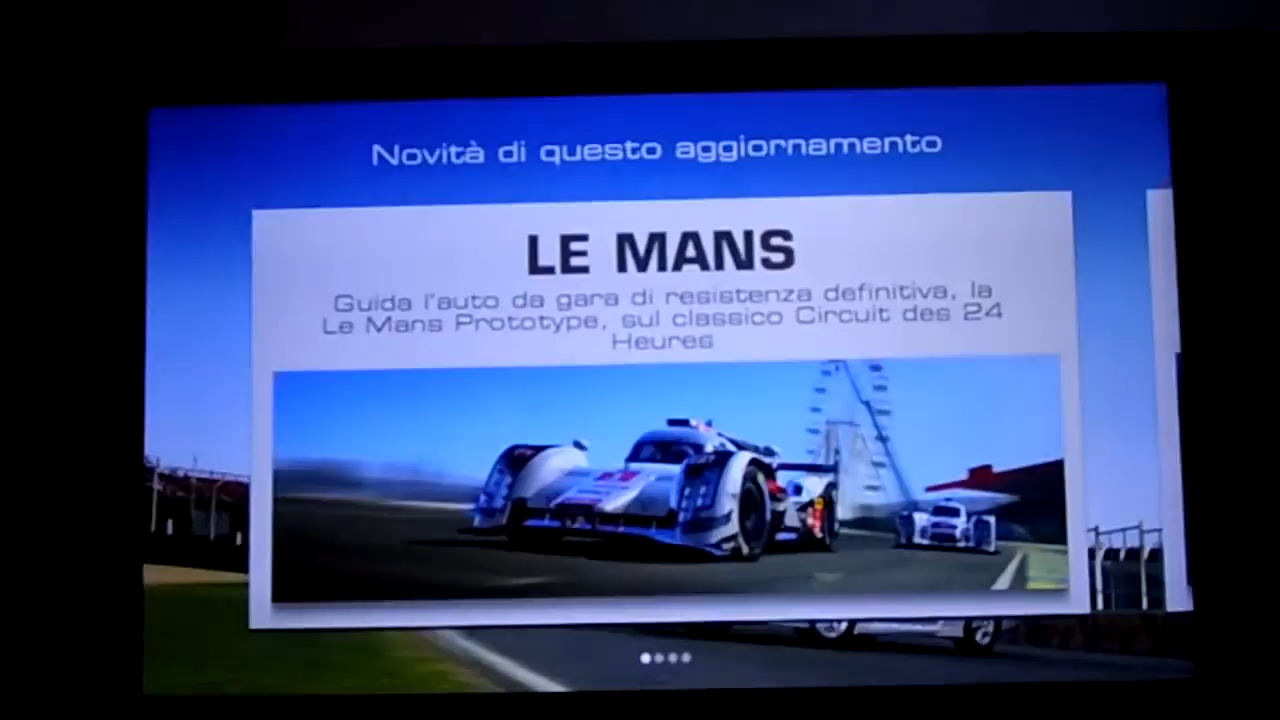 Novità di questo aggiornamento
LE MANS
Guida l'auto da gara di resistenza definitiva, la
Le Mans Prototype, sul classico Circuit des 24
Heures